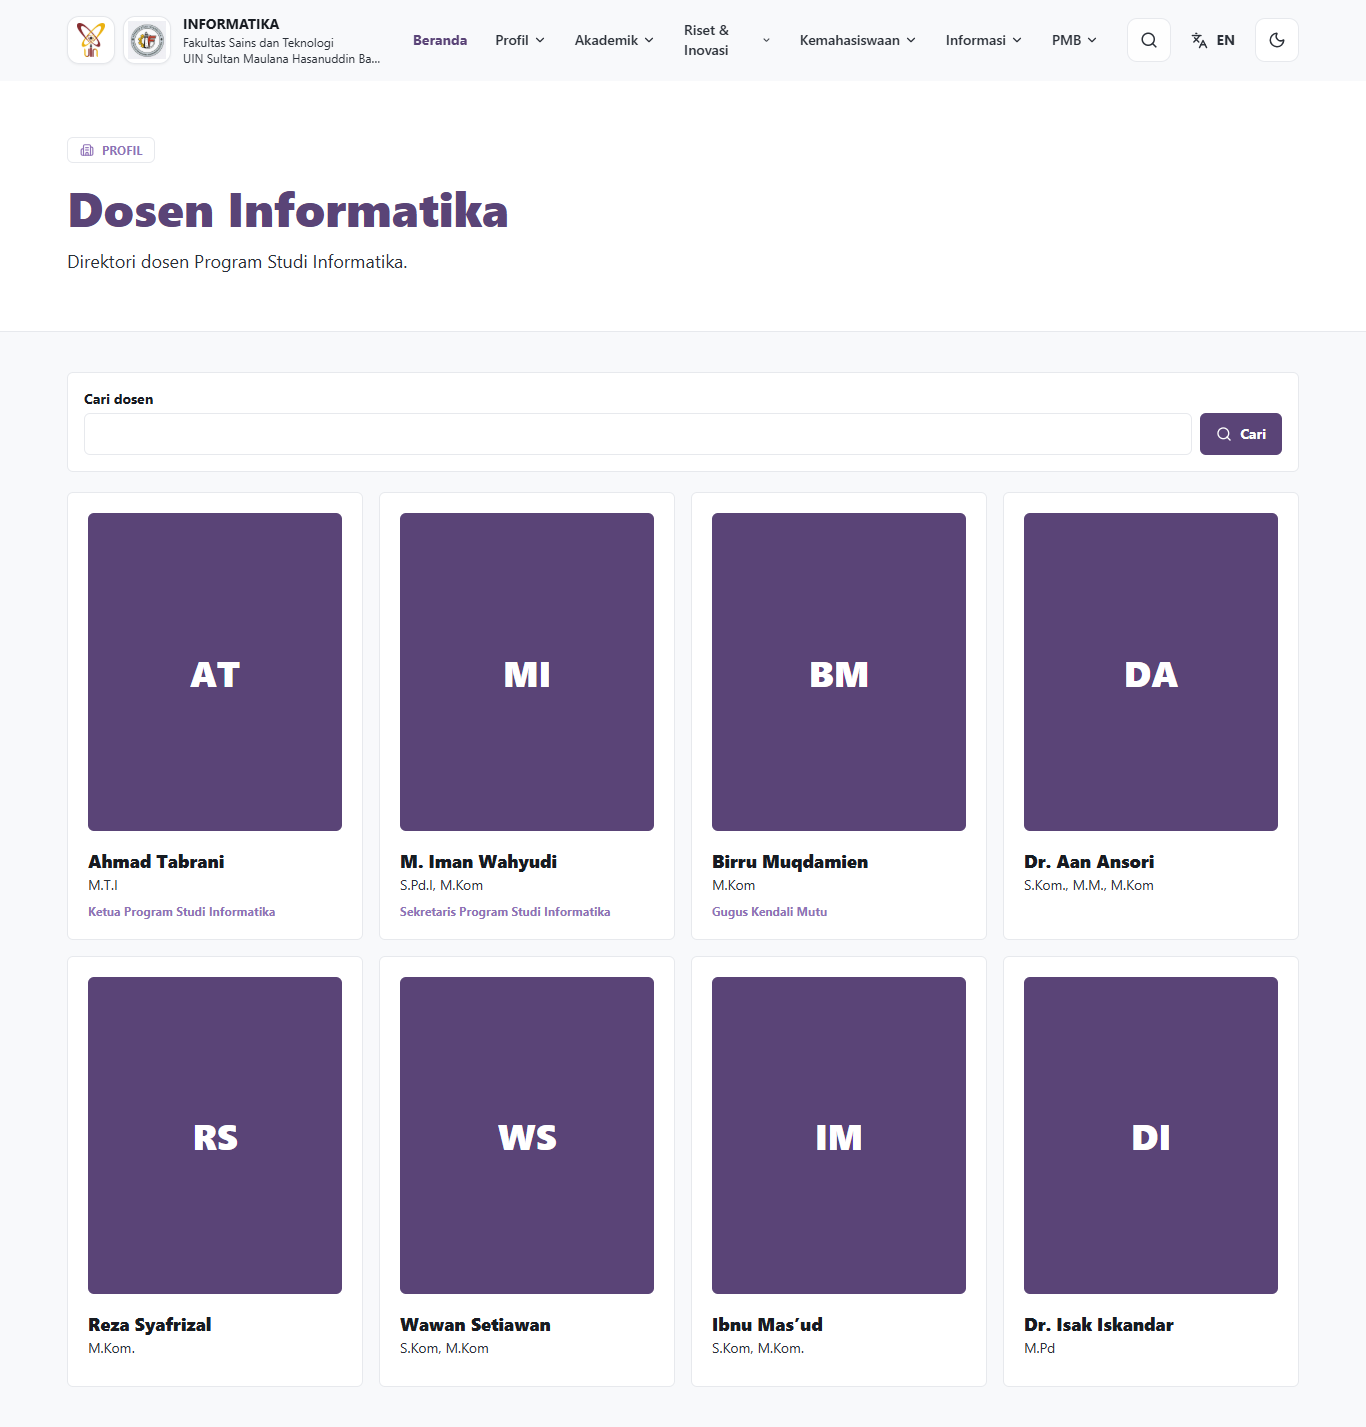 INFORMATIKA
Fakultas Sains dan Teknologi
UIN Sultan Maulana Hasanuddin Ba...
Beranda
Profil
Akademik
Riset &
Inovasi
Kemahasiswaan
Informasi
PMB
EN
PROFIL
Dosen Informatika
Direktori dosen Program Studi Informatika.
Cari dosen
Cari
AT
Ahmad Tabrani
M.T.I
Ketua Program Studi Informatika
MI
M. Iman Wahyudi
S.Pd.I, M.Kom
Sekretaris Program Studi Informatika
BM
Birru Muqdamien
M.Kom
Gugus Kendali Mutu
DA
Dr. Aan Ansori
S.Kom., M.M., M.Kom
RS
Reza Syafrizal
M.Kom.
WS
Wawan Setiawan
S.Kom, M.Kom
IM
Ibnu Mas’ud
S.Kom, M.Kom.
DI
Dr. Isak Iskandar
M.Pd